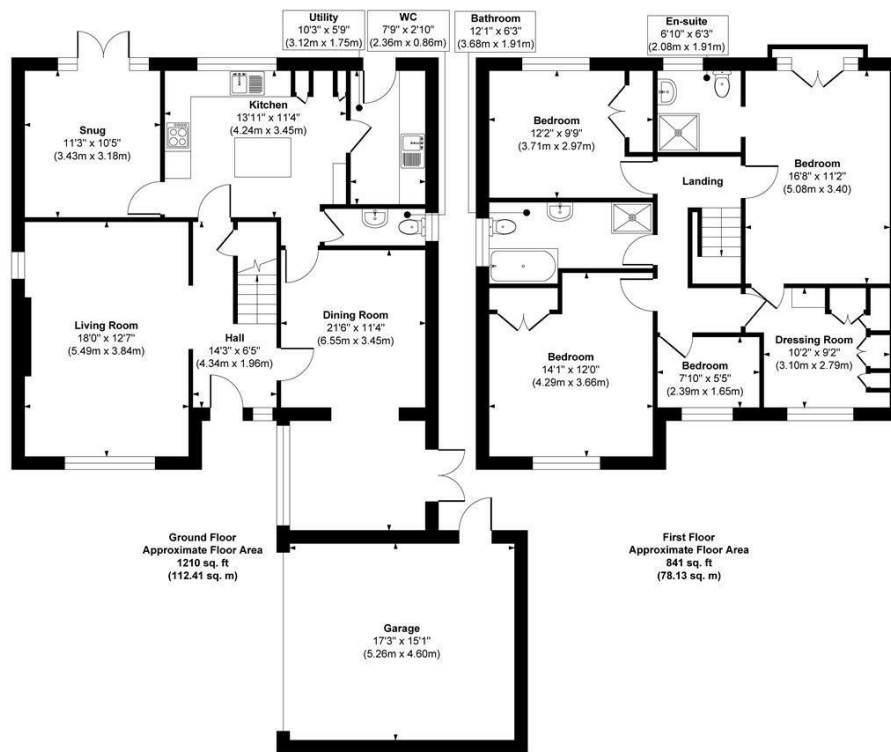 Utility
10'3" x 5'9"
(3.12m x 1.75m)
WC
7'9" x 2'10"
(2.36m x 0.86m)
Bathroom
12'1" x 6'3"
(3.68m x 1.91m)
En-suite
6'10" x 6'3"
(2.08m x 1.91m)
Snug
11'3" x 10'5"
(3.43m x 3.18m)
Kitchen
13'11" x 11'4"
(4.24m x 3.45m)
Bedroom
12'2" x 9'9"
(3.71m x 2.97m)
Landing
Bedroom
16'8" x 11'2"
(5.08m x 3.40)
Living Room
18'0" x 12'7"
(5.49m x 3.84m)
Hall
14'3" x 6'5"
(4.34m x 1.96m)
Dining Room
21'6" x 11'4"
(6.55m x 3.45m)
Bedroom
14'1" x 12'0"
(4.29m x 3.66m)
Bedroom
7'10" x 5'5"
(2.39m x 1.65m)
Dressing Room
10'2" x 9'2"
(3.10m x 2.79m)
Ground Floor
Approximate Floor Area
1210 sq. ft
(112.41 sq. m)
First Floor
Approximate Floor Area
841 sq. ft
(78.13 sq. m)
Garage
17'3" x 15'1"
(5.26m x 4.60m)